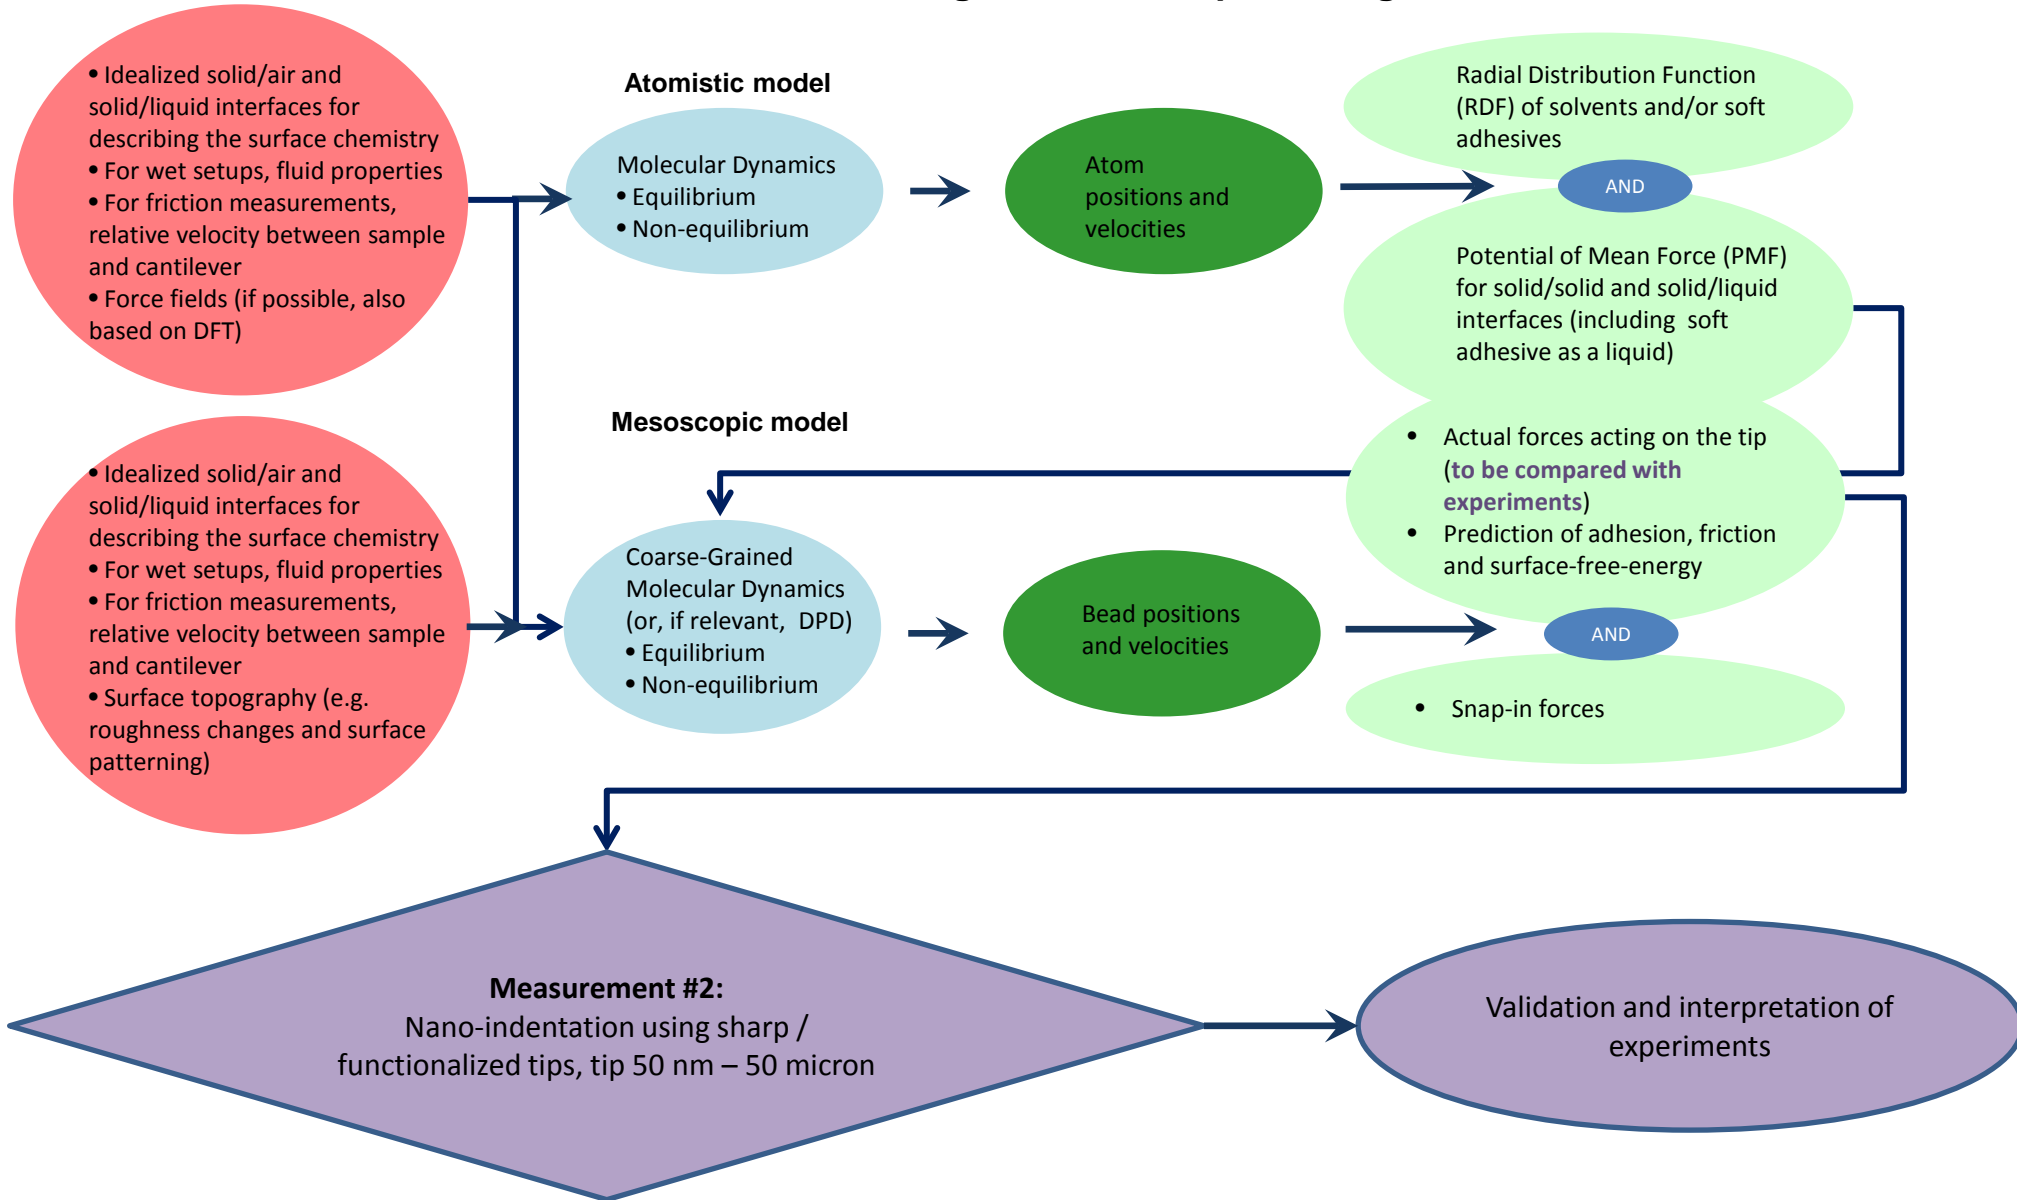 • Idealized solid/air and
solid/liquid interfaces for
describing the surface chemistry
• For wet setups, fluid properties
• For friction measurements,
relative velocity between sample
and cantilever
• Force fields (if possible, also
based on DFT)
Atomistic model
Molecular Dynamics
• Equilibrium
• Non-equilibrium
Atom
positions and
velocities
Radial Distribution Function
(RDF) of solvents and/or soft
adhesives
AND
Potential of Mean Force (PMF)
for solid/solid and solid/liquid
interfaces (including soft
adhesive as a liquid)
• Idealized solid/air and
solid/liquid interfaces for
describing the surface chemistry
• For wet setups, fluid properties
• For friction measurements,
relative velocity between sample
and cantilever
• Surface topography (e.g.
roughness changes and surface
patterning)
Mesoscopic model
Coarse-Grained
Molecular Dynamics
(or, if relevant, DPD)
• Equilibrium
• Non-equilibrium
Bead positions
and velocities
• Actual forces acting on the tip
(to be compared with
experiments)
• Prediction of adhesion, friction
and surface-free-energy
AND
• Snap-in forces
Measurement #2:
Nano-indentation using sharp /
functionalized tips, tip 50 nm – 50 micron
Validation and interpretation of
experiments